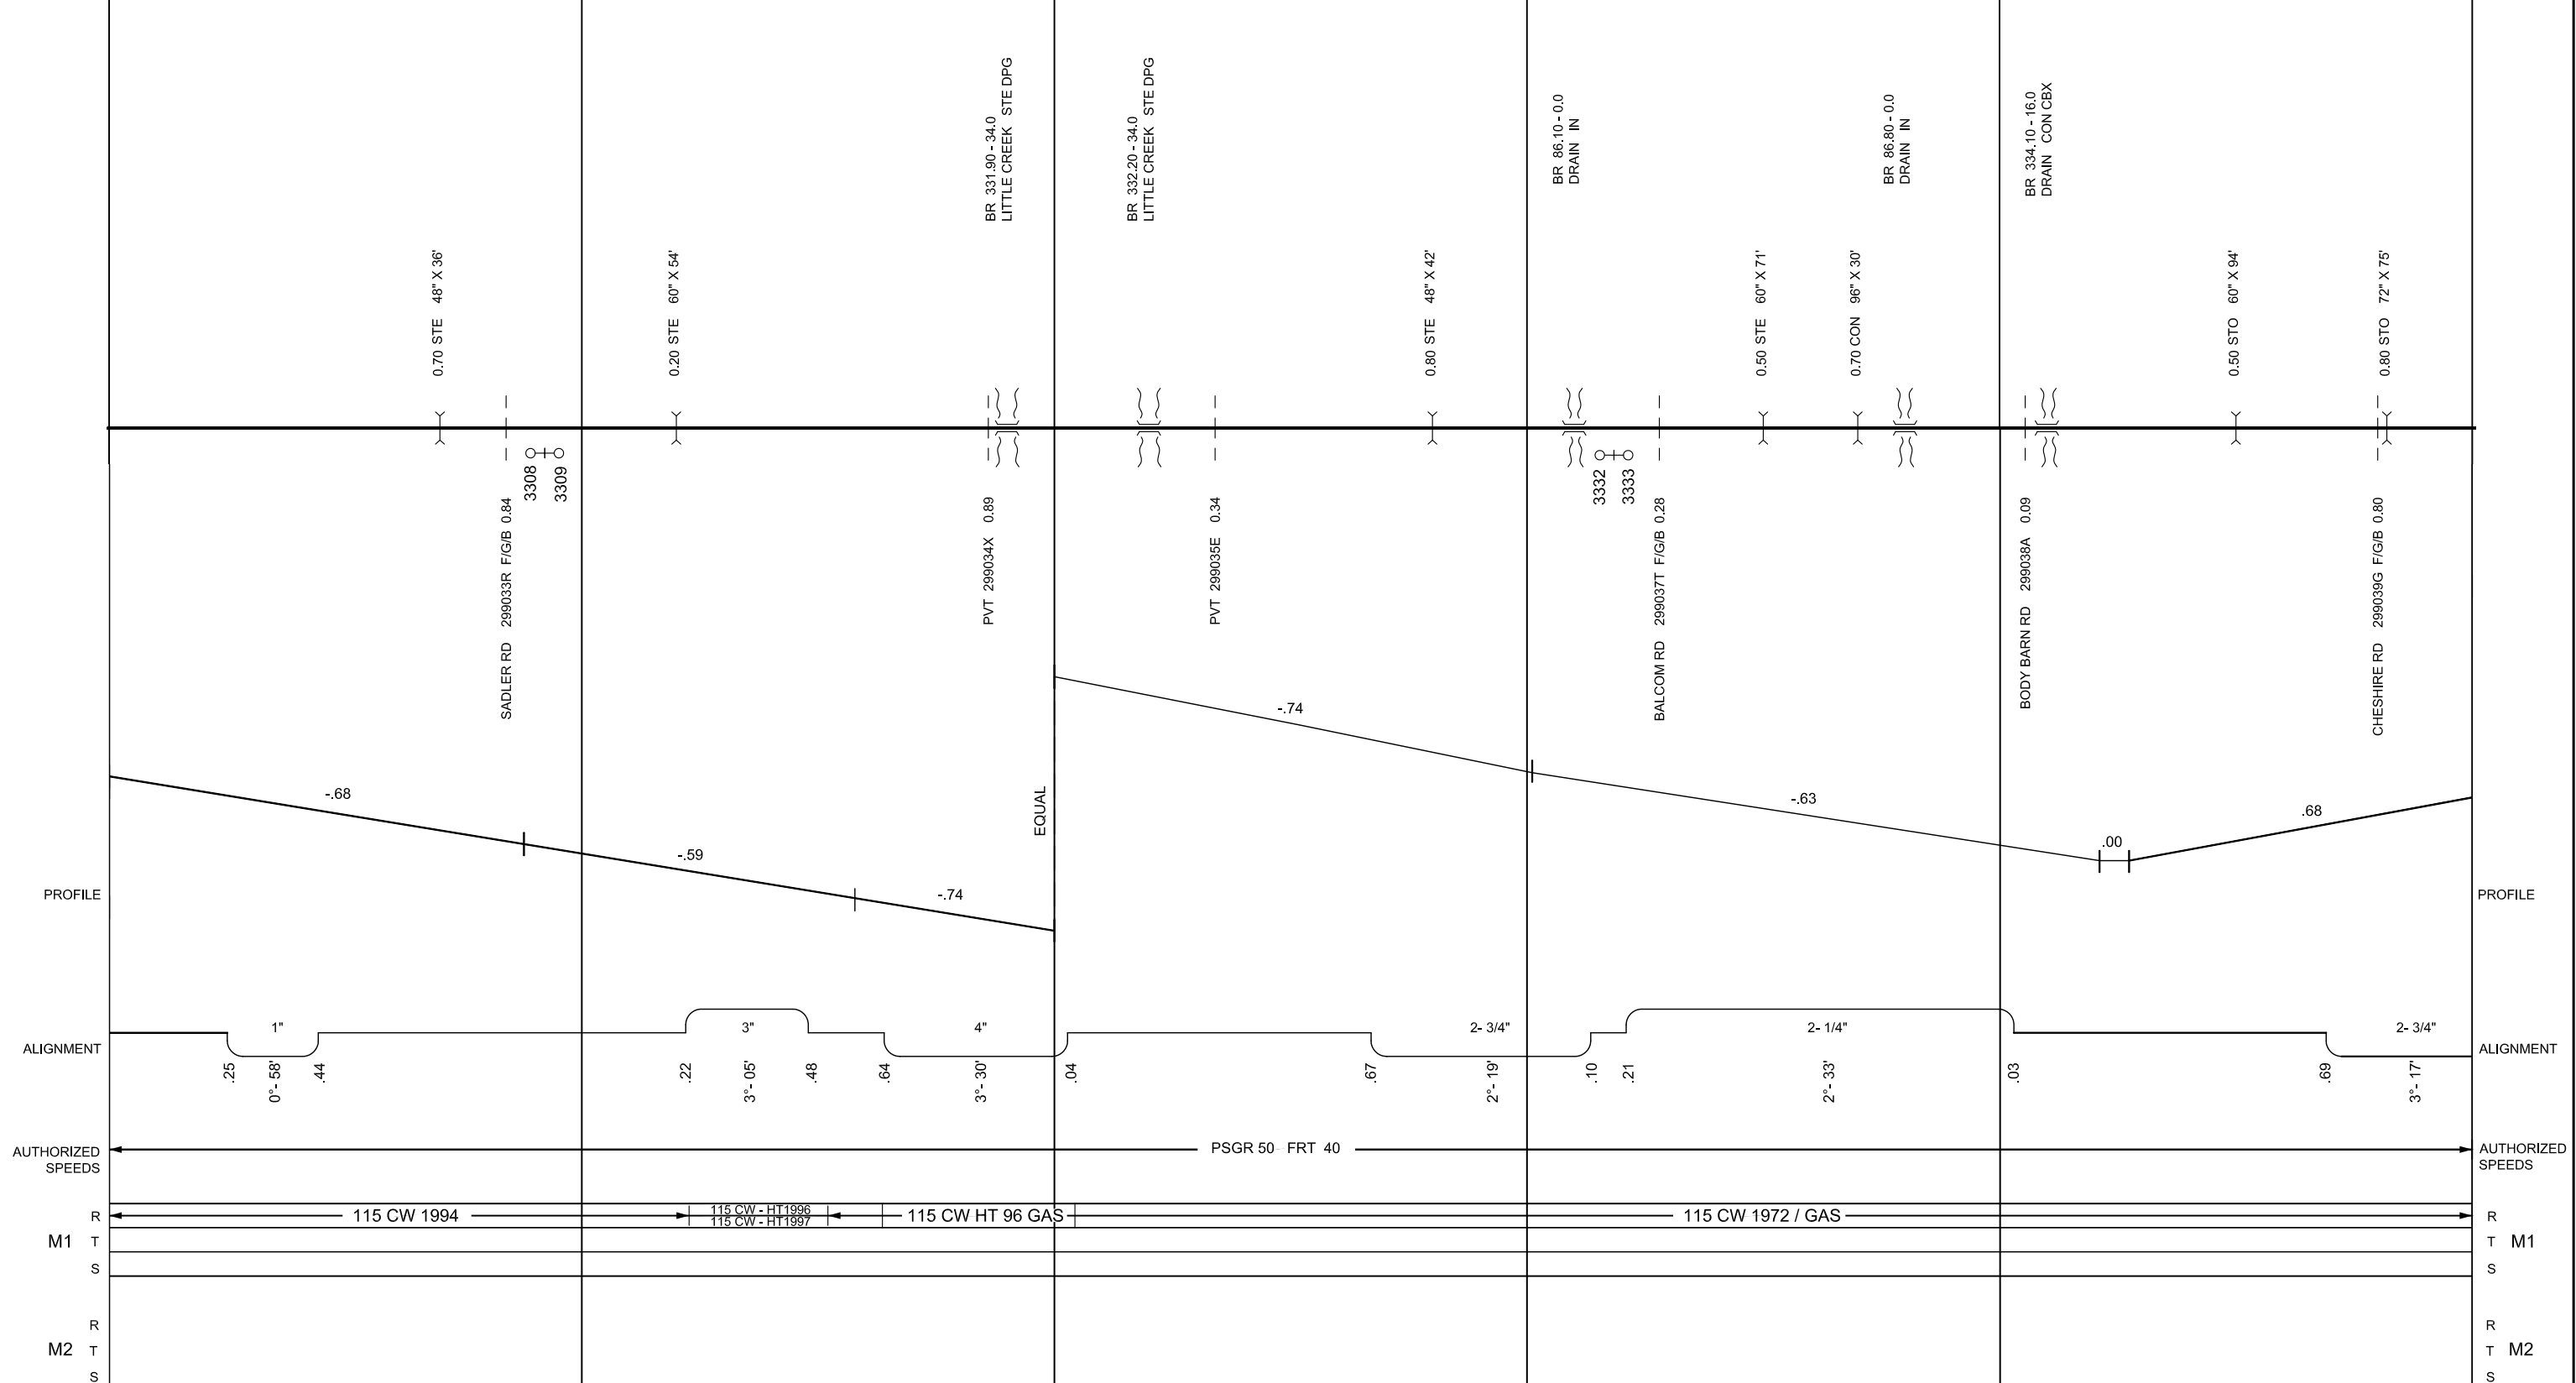 BR 331.90 - 34.0
LITTLE CREEK STE DPG
BR 332.20 - 34.0
LITTLE CREEK STE DPG
BR 86.10 - 0.0
DRAIN IN
BR 86.80 - 0.0
DRAIN IN
BR 334.10 - 16.0
DRAIN CON CBX
0.70 STE 48" X 36'
0.20 STE 60" X 54'
0.80 STE 48" X 42'
0.50 STE 60" X 71'
0.70 CON 96" X 30'
0.50 STO 60" X 94'
0.80 STO 72" X 75'
SADLER RD 299033R F/G/B 0.84
3308
3309
PVT 299034X 0.89
PVT 299035E 0.34
3332
3333
BALCOM RD 299037T F/G/B 0.28
BODY BARN RD 299038A 0.09
CHESHIRE RD 299039G F/G/B 0.80
PROFILE
-.68
-.59
-.74
EQUAL
-.74
-.63
.00
.68
PROFILE
ALIGNMENT
1"
3"
4"
2- 3/4"
2- 1/4"
2- 3/4"
ALIGNMENT
.25
0°- 58'
.44
.22
3°- 05'
.48
.64
3°- 30'
.04
.67
2°- 19'
.10
.21
2°- 33'
.03
.69
3°- 17'
AUTHORIZED
SPEEDS
PSGR 50 FRT 40
AUTHORIZED
SPEEDS
R
115 CW 1994
115 CW - HT1996
115 CW - HT1997
115 CW HT 96 GAS
115 CW 1972 / GAS
R
M1 T
T M1
S
S
R
R
M2 T
T M2
S
S